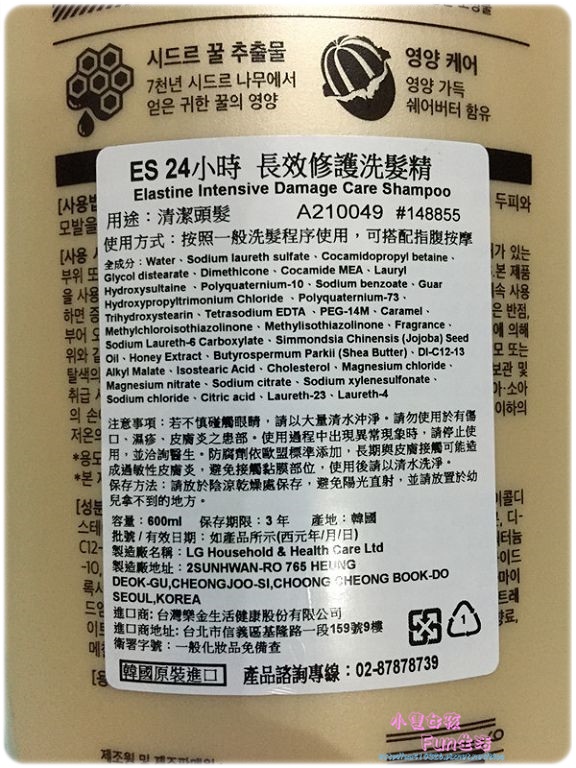 시드르 꿀 추출물
7천년 시드르 나무에서
얻은 귀한 꿀의 영양
영양 케어
영양 가득
쉐어버터 함유
ES 24小時 長效修護洗髮精
Elastine Intensive Damage Care Shampoo
用途：清潔頭髮 A210049 #148855
使用方式：按照一般洗髮程序使用，可搭配指腹按摩
全成分：Water、Sodium laureth sulfate、Cocamidopropyl betaine、
Glycol distearate、Dimethicone、Cocamide MEA、Lauryl
Hydroxysultaine 、Polyquaternium-10、Sodium benzoate、Guar
Hydroxypropyltrimonium Chloride 、Polyquaternium-73、
Trihydroxystearin、Tetrasodium EDTA 、PEG-14M、Caramel、
Methylchloroisothiazolinone、Methylisothiazolinone、Fragrance、
Sodium Laureth-6 Carboxylate、Simmondsia Chinensis (Jojoba) Seed
Oil、Honey Extract、Butyrospermum Parkii (Shea Butter)、DI-C12-13
Alkyl Malate、Isostearic Acid、Cholesterol、Magnesium chloride、
Magnesium nitrate、Sodium citrate、Sodium xylenesulfonate、
Sodium chloride、Citric acid、Laureth-23、Laureth-4
注意事項：若不慎碰觸眼睛，請以大量清水沖淨。請勿使用於有傷
口、濕疹、皮膚炎之患部。使用過程中出現異常現象時，請停止使
用，並洽詢醫生。防腐劑依歐盟標準添加，長期與皮膚接觸可能造
成過敏性皮膚炎，避免接觸黏膜部位，使用後請以清水洗淨。
保存方法：請放於陰涼乾燥處保存，避免陽光直射，並請放置於幼
兒拿不到的地方。
容量：600ml 保存期限：3 年 產地：韓國
批號 / 有效日期：如產品所示(西元年/月/日)
製造廠名稱：LG Household & Health Care Ltd
製造廠地址：2SUNHWAN-RO 765 HEUNG
DEOK-GU,CHEONGJOO-SI,CHOONG CHEONG BOOK-DO
SEOUL,KOREA
進口商: 台灣樂金生活健康股份有限公司
進口商地址: 台北市信義區基隆路一段159號9樓
衛署字號：一般化妝品免備查
韓國原裝進口 產品諮詢專線：02-87878739
1
제조원 및 제조판매원
Fun生活